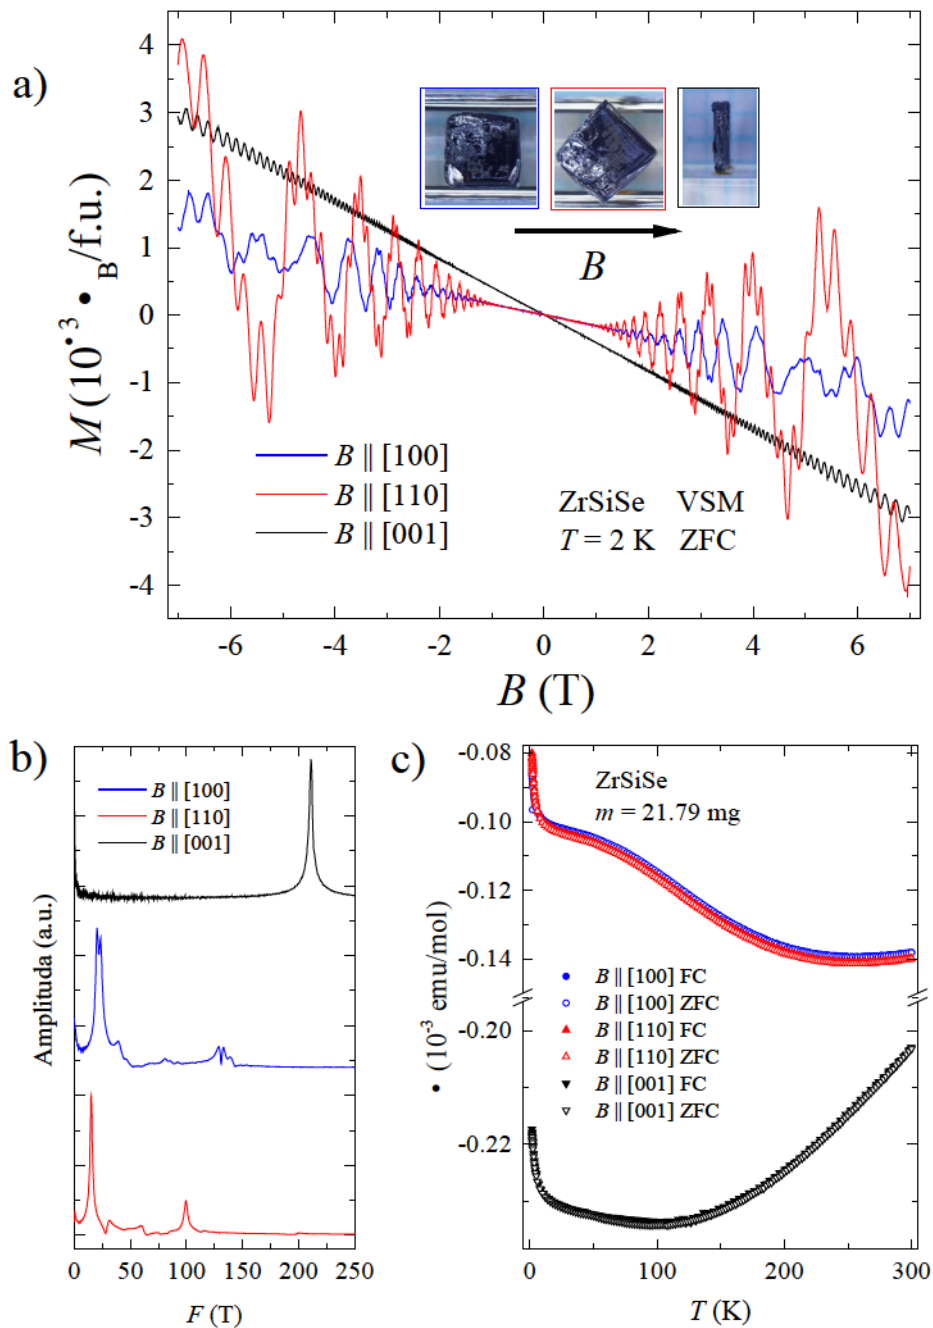 a)
M (10•³ • B/f.u.)
4
3
2
1
0
-1
-2
-3
-4
B
B || [100]
B || [110]
B || [001]
ZrSiSe VSM
T = 2 K ZFC
-6 -4 -2 0 2 4 6
B (T)
b)
B || [100]
B || [110]
B || [001]
Amplituda (a.u.)
0 50 100 150 200 250
F (T)
c)
-0.08
-0.10
-0.12
-0.14
-0.20
-0.22
ZrSiSe
m = 21.79 mg
• (10⁻³ emu/mol)
B || [100] FC
B || [100] ZFC
B || [110] FC
B || [110] ZFC
B || [001] FC
B || [001] ZFC
0 100 200 300
T (K)